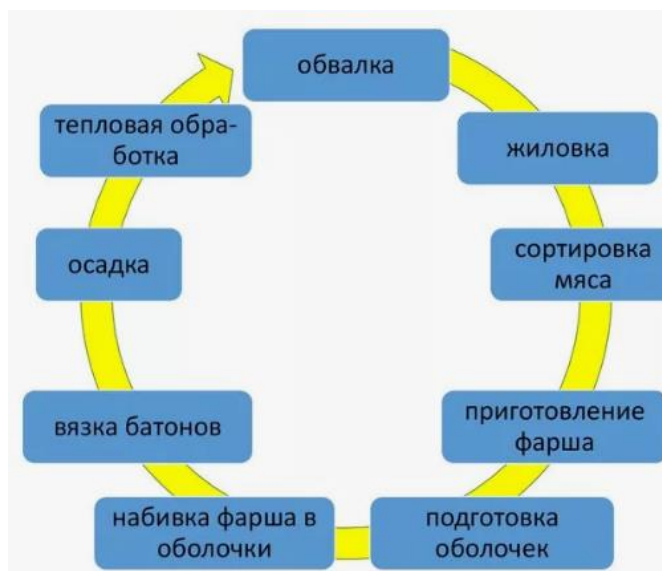 обвалка
жиловка
сортировка
мяса
приготовление
фарша
подготовка
оболочек
набивка фарша в
оболочки
вязка батонов
осадка
тепловая обра-
ботка